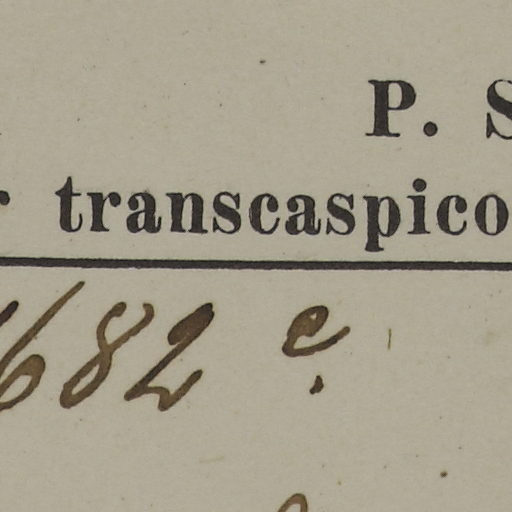 P. S
r transcaspico
682 e.